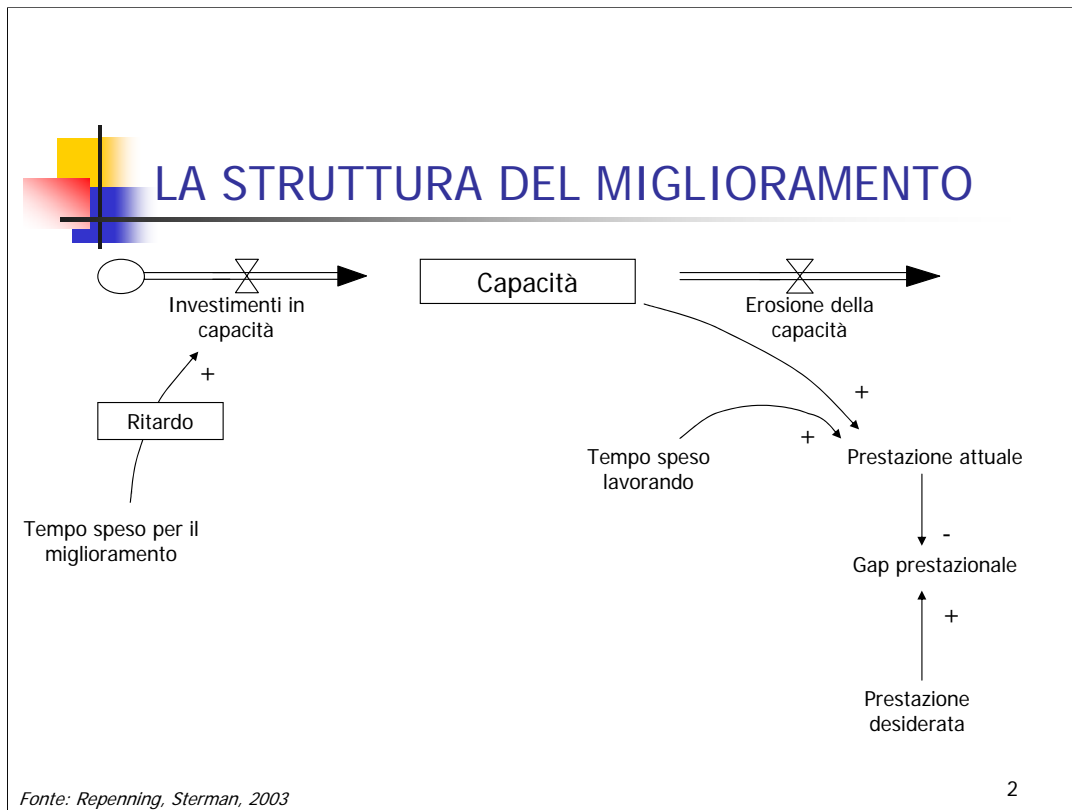 LA STRUTTURA DEL MIGLIORAMENTO
Capacità
Investimenti in
capacità
Erosione della
capacità
+
Ritardo
+
+
Tempo speso
lavorando
Prestazione attuale
Tempo speso per il
miglioramento
-
Gap prestazionale
+
Prestazione
desiderata
Fonte: Repenning, Sterman, 2003
2